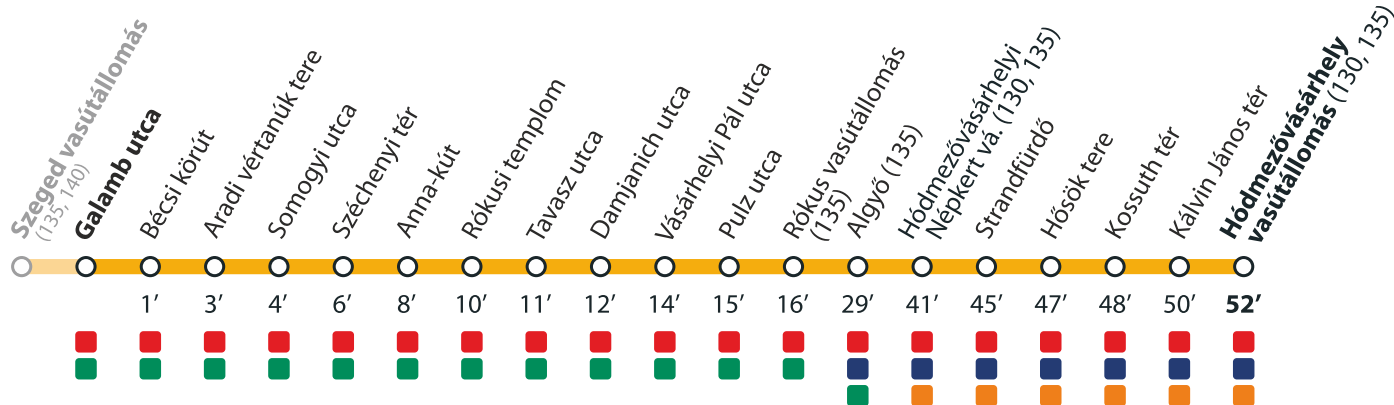 Szeged vasútállomás
(135, 140)
Galamb utca
Bécsi körút
Aradi vértanúk tere
Somogyi utca
Széchenyi tér
Anna-kút
Rókusi templom
Tavasz utca
Damjanich utca
Vásárhelyi Pál utca
Pulz utca
Rókus vasútállomás
(135)
Algyő (135)
Hódmezővásárhelyi
Népkert vá. (130, 135)
Strandfürdő
Hősök tere
Kossuth tér
Kálvin János tér
Hódmezővásárhely
vasútállomás (130, 135)
1’ 3’ 4’ 6’ 8’ 10’ 11’ 12’ 14’ 15’ 16’ 29’ 41’ 45’ 47’ 48’ 50’ 52’